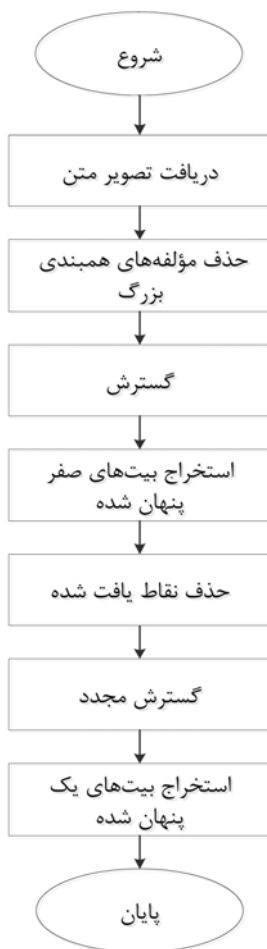 شروع
دریافت تصویر متن
حذف مؤلفه‌های همبندی
بزرگ
گسترش
استخراج بیت‌های صفر
پنهان شده
حذف نقاط یافت شده
گسترش مجدد
استخراج بیت‌های یک
پنهان شده
پایان